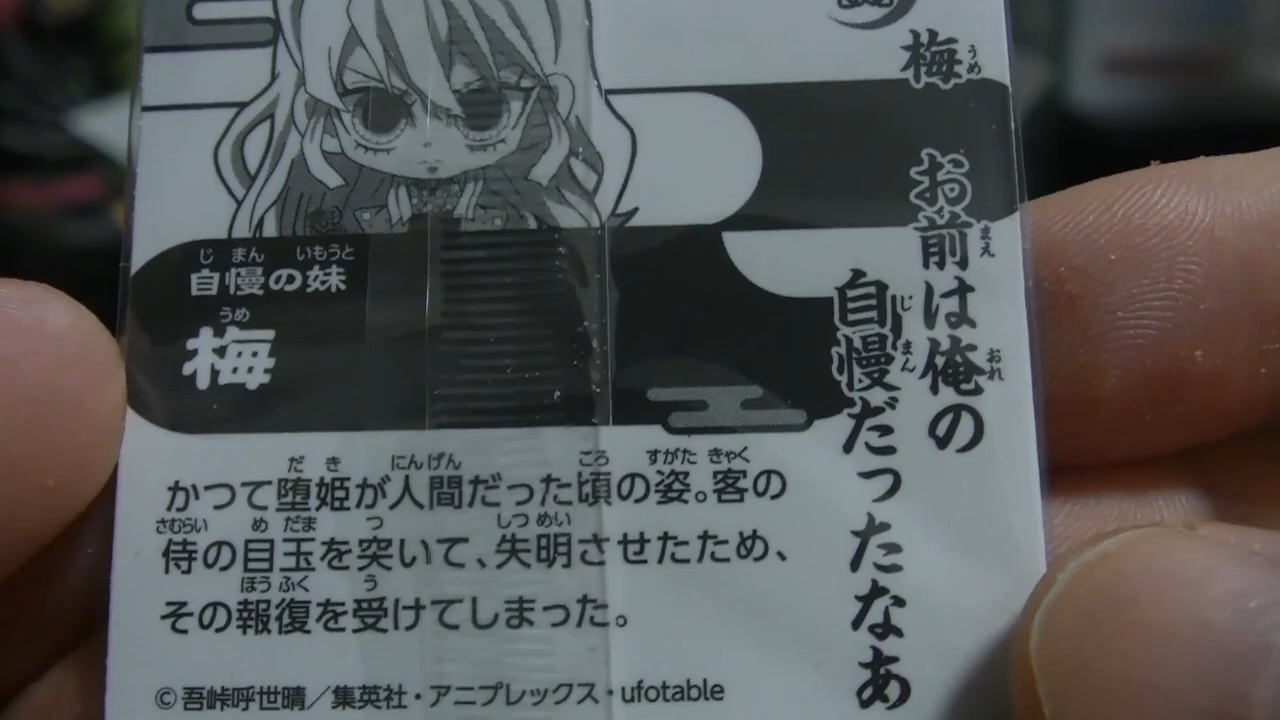 梅
うめ
お前は俺の
まえ
おれ
自慢だったなあ
じまん
じまん いもうと
自慢の妹
うめ
梅
だき にんげん ころ すがた きゃく
かつて堕姫が人間だった頃の姿。客の
さむらい め だま つ しつめい
侍の目玉を突いて、失明させたため、
ほうふく う
その報復を受けてしまった。
©吾峠呼世晴／集英社・アニプレックス・ufotable